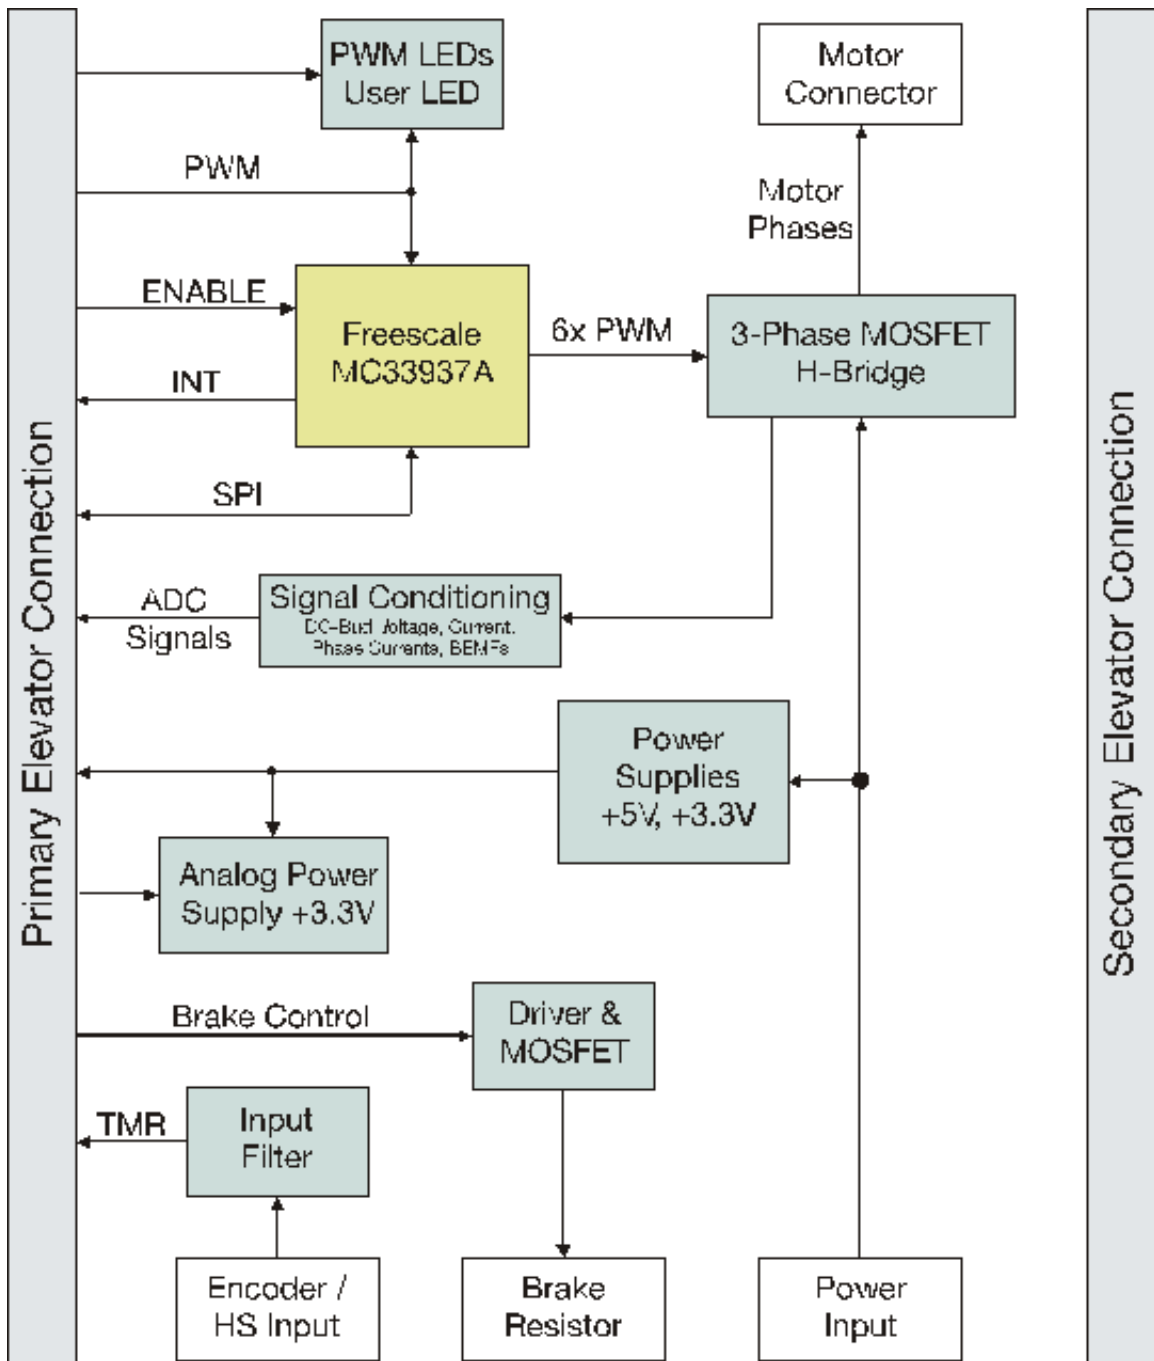 PWM LEDs
User LED
Motor
Connector
PWM
Motor
Phases
ENABLE
Freescale
MC33937A
6x PWM
3-Phase MOSFET
H-Bridge
INT
SPI
ADC
Signals
Signal Conditioning
Voltage, Current,
Phase Currents, BEMFs
Power
Supplies
+5V, +3.3V
Analog Power
Supply +3.3V
Brake Control
Driver &
MOSFET
TMR
Input
Filter
Encoder /
HS Input
Brake
Resistor
Power
Input
Primary Elevator Connection
Secondary Elevator Connection